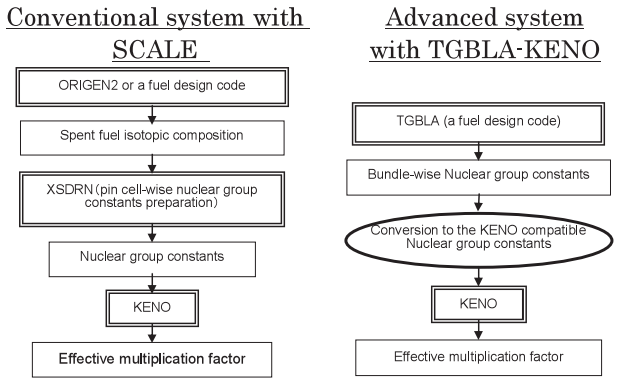 Conventional system with
SCALE
ORIGEN2 or a fuel design code
Spent fuel isotopic composition
XSDRN(pin cell-wise nuclear group
constants preparation)
Nuclear group constants
KENO
Effective multiplication factor
Advanced system
with TGBLA-KENO
TGBLA (a fuel design code)
Bundle-wise Nuclear group constants
Conversion to the KENO compatible
Nuclear group constants
KENO
Effective multiplication factor